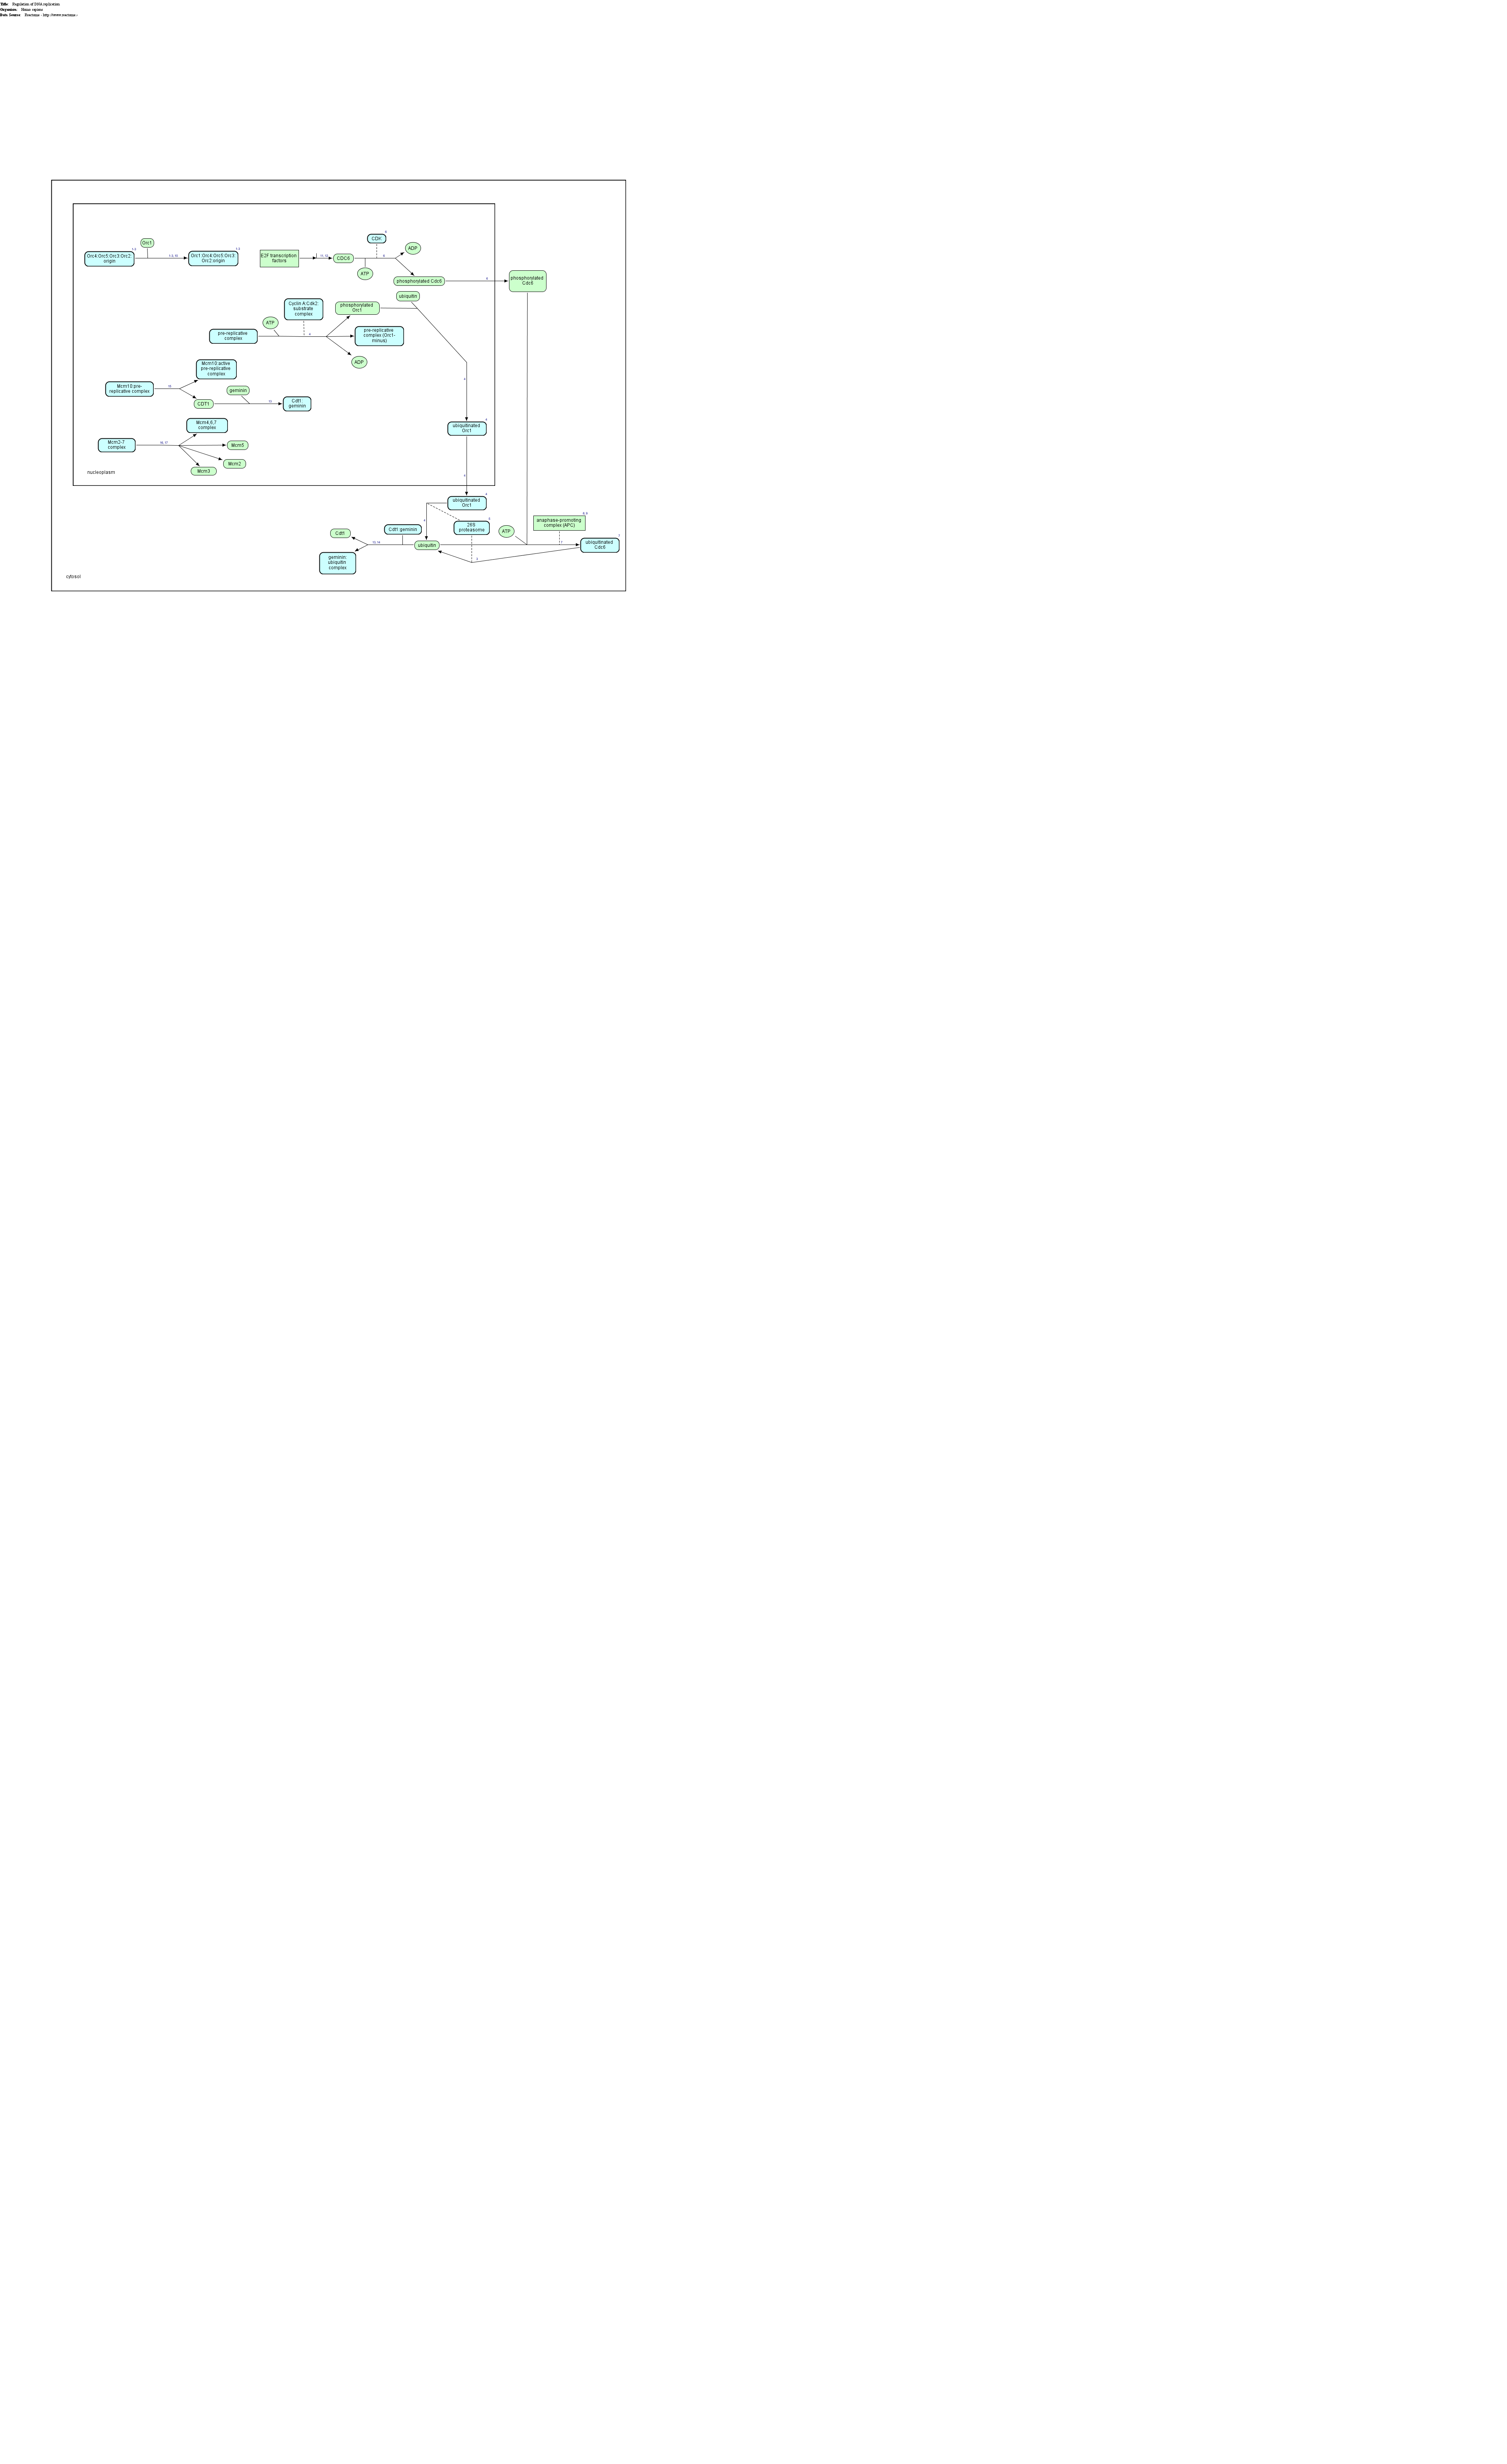 Title Regulation of DNA replication
Organism Homo sapiens
Data Source Reactome - http://www.reactome -
CDK
Orc1
ADP
Orc4:Orc5:Orc3:Orc2:
origin
Orc1:Orc4:Orc5:Orc3:
Orc2:origin
E2F transcription
factors
CDC6
ATP
phosphorylated Cdc6
phosphorylated
Cdc6
ubiquitin
Cyclin A:Cdk2:
substrate
complex
phosphorylated
Orc1
ATP
pre-replicative
complex
pre-replicative
complex (Orc1-
minus)
ADP
Mcm10:active
pre-replicative
complex
Mcm10:pre-
replicative complex
geminin
CDT1
Cdt1:
geminin
Mcm4,6,7
complex
ubiquitinated
Orc1
Mcm2-7
complex
Mcm5
Mcm2
Mcm3
nucleoplasm
ubiquitinated
Orc1
26S
proteasome
anaphase-promoting
complex (APC)
Cdt1:geminin
Cdt1
ATP
ubiquitin
ubiquitinated
Cdc6
geminin:
ubiquitin
complex
cytosol